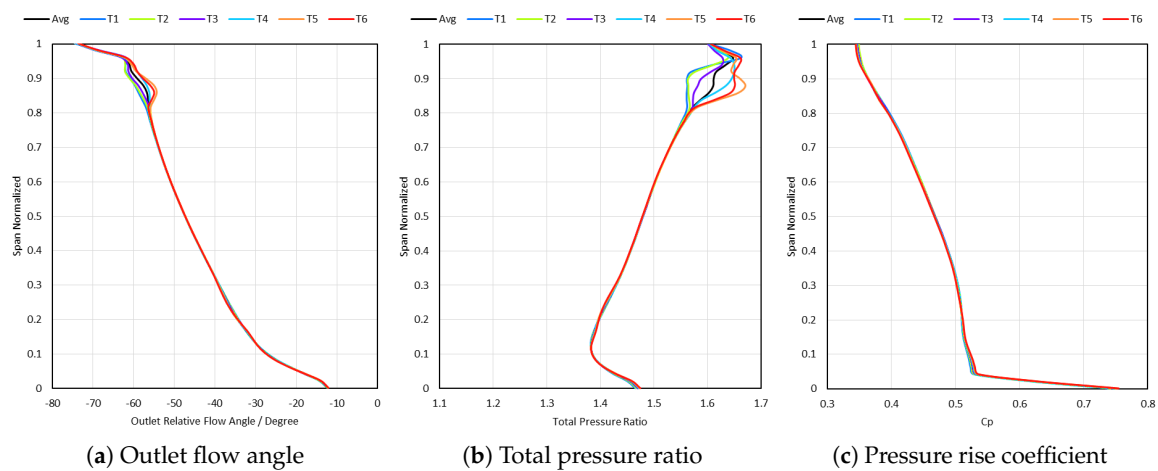 Avg T1 T2 T3 T4 T5 T6
1
0.9
0.8
0.7
0.6
0.5
0.4
0.3
0.2
0.1
0
Span Normalized
-80 -70 -60 -50 -40 -30 -20 -10 0
Outlet Relative Flow Angle / Degree
(a) Outlet flow angle
Avg T1 T2 T3 T4 T5 T6
1
0.9
0.8
0.7
0.6
0.5
0.4
0.3
0.2
0.1
0
Span Normalized
1.1 1.2 1.3 1.4 1.5 1.6 1.7
Total Pressure Ratio
(b) Total pressure ratio
Avg T1 T2 T3 T4 T5 T6
1
0.9
0.8
0.7
0.6
0.5
0.4
0.3
0.2
0.1
0
Span Normalized
0.3 0.4 0.5 0.6 0.7 0.8
Cp
(c) Pressure rise coefficient